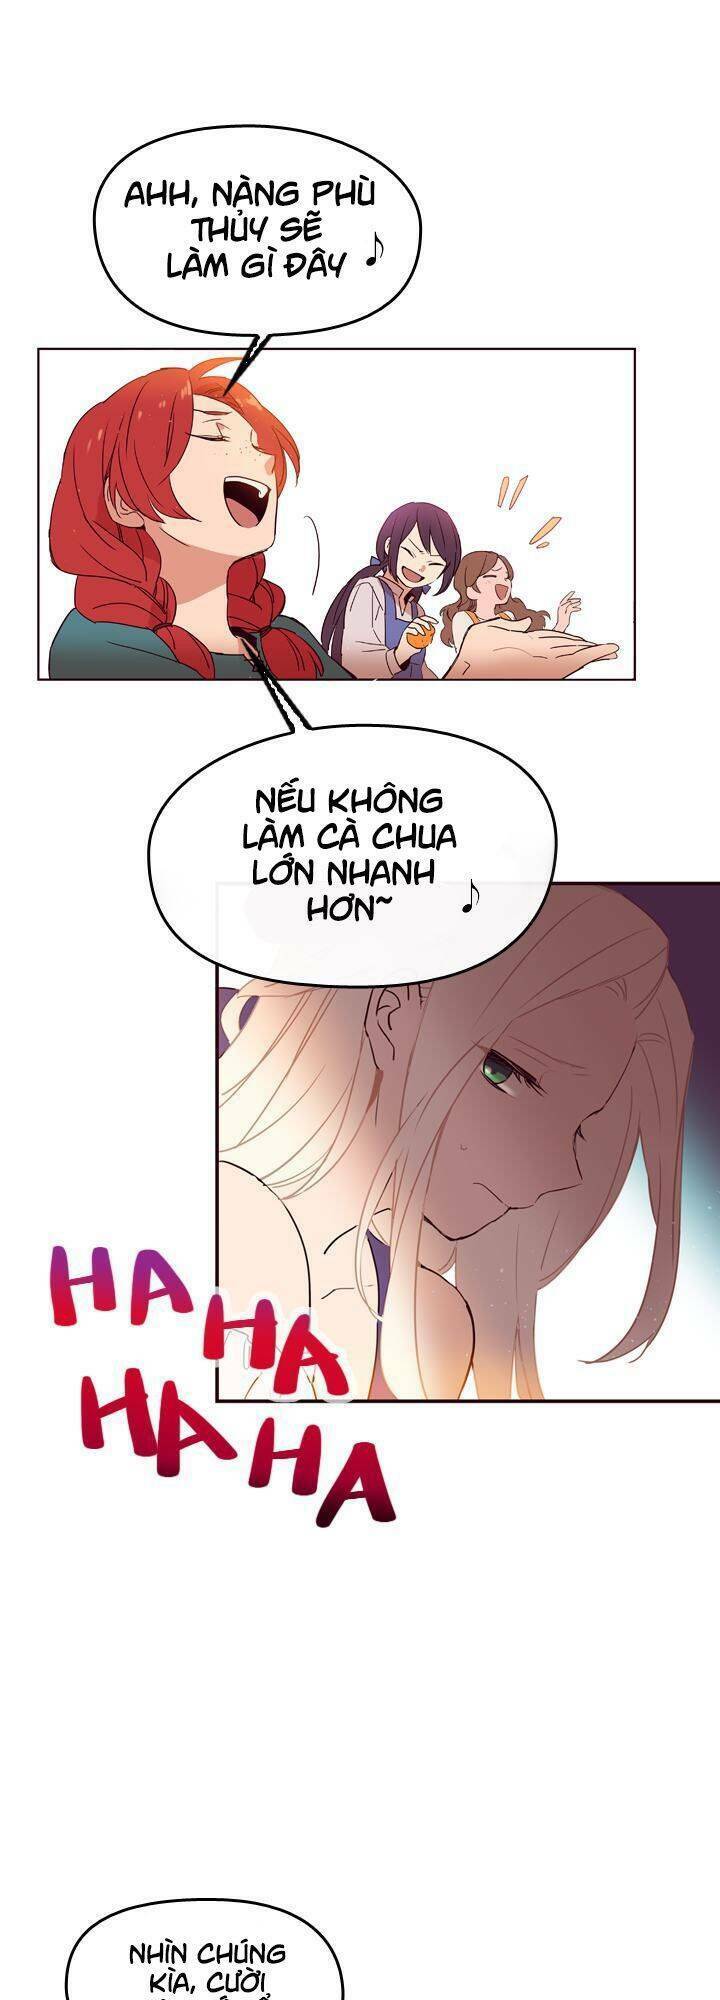 AHH, NÀNG PHÙ
THỦY SẼ
LÀM GÌ ĐÂY ♪
NẾU KHÔNG
LÀM CÀ CHUA
LỚN NHANH
HƠN~ ♪
HA
HA
HA
HA
HA
NHÌN CHÚNG
KÌA, CƯỜI